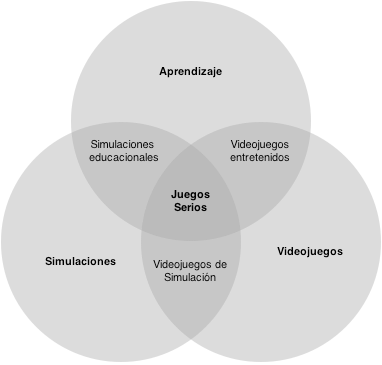 Aprendizaje
Simulaciones
educacionales
Videojuegos
entretenidos
Juegos
Serios
Simulaciones
Videojuegos de
Simulación
Videojuegos